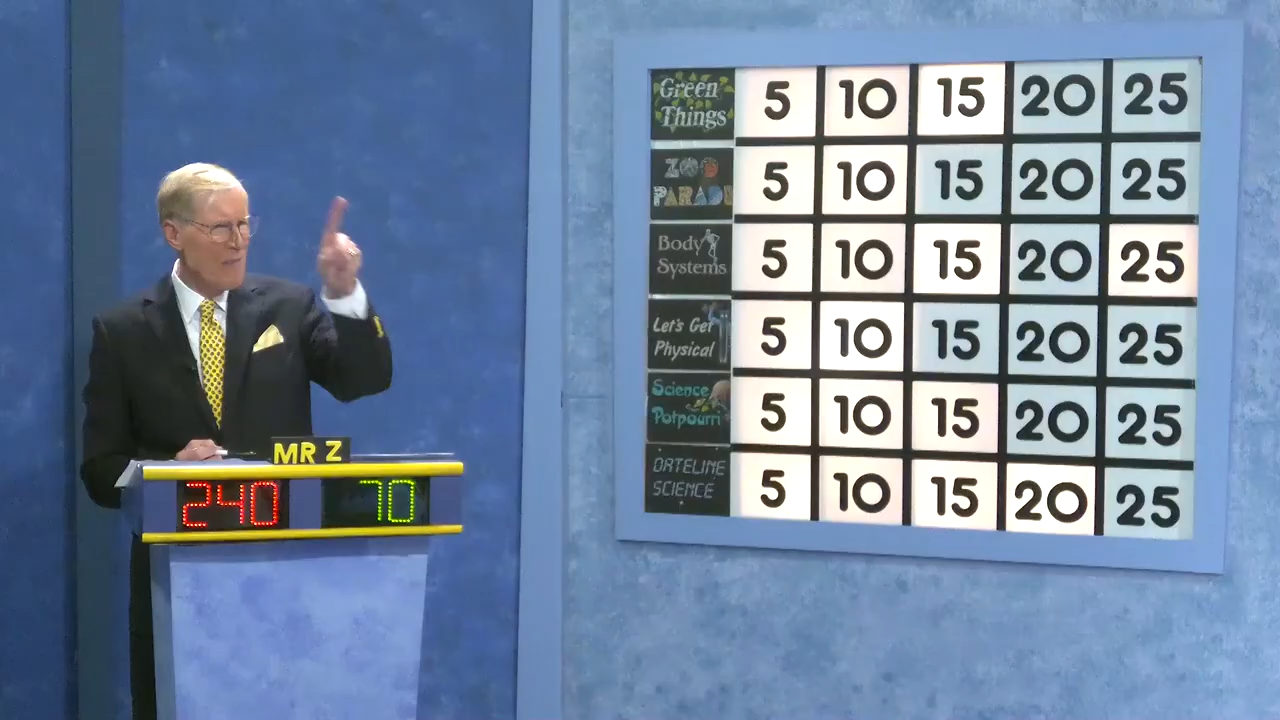 Green
Things
5 10 15 20 25
ZOO
PARADE
5 10 15 20 25
Body
Systems
5 10 15 20 25
Let's Get
Physical
5 10 15 20 25
Science
Potpourri
5 10 15 20 25
DATELINE
SCIENCE
5 10 15 20 25
MR Z
240 70